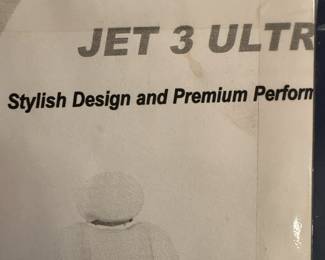 JET 3 ULTR
Stylish Design and Premium Perform